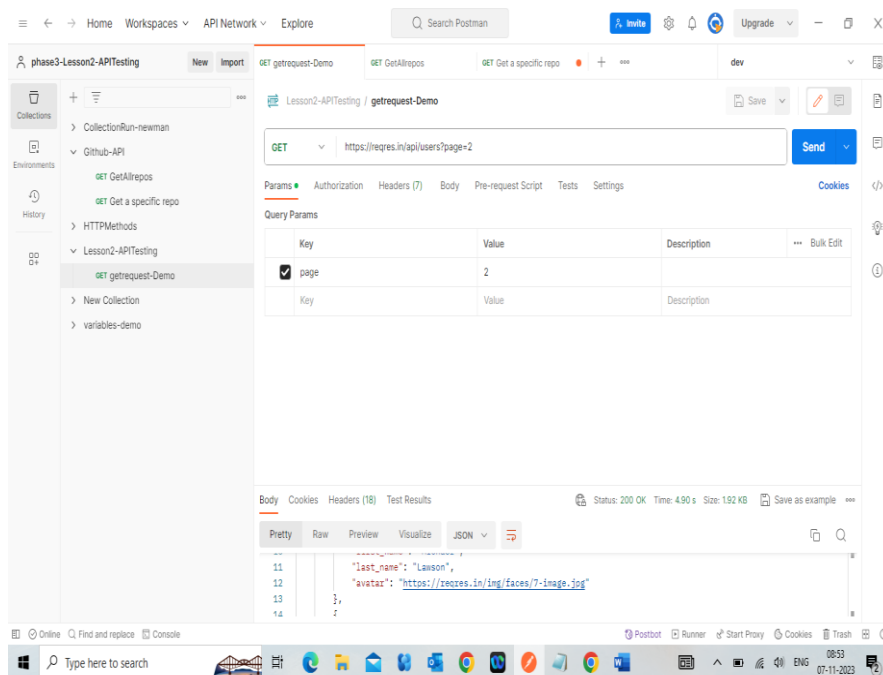 Home Workspaces API Network Explore Search Postman Invite Upgrade
phase3-Lesson2-APITesting New Import GET getrequest-Demo GET GetAllrepos GET Get a specific repo dev
Collections
Environments
History
CollectionRun-newman
Github-API
GET GetAllrepos
GET Get a specific repo
HTTPMethods
Lesson2-APITesting
GET getrequest-Demo
New Collection
variables-demo
HTTP Lesson2-APITesting / getrequest-Demo Save
GET https://reqres.in/api/users?page=2 Send
Params Authorization Headers (7) Body Pre-request Script Tests Settings Cookies
Query Params
Key Value Description Bulk Edit
page 2
Key Value Description
Body Cookies Headers (18) Test Results Status: 200 OK Time: 4.90 s Size: 1.92 KB Save as example
Pretty Raw Preview Visualize JSON
11 "last_name": "Lawson",
12 "avatar": "https://reqres.in/img/faces/7-image.jpg"
13 },
14 {
Online Find and replace Console Postbot Runner Start Proxy Cookies Trash
Type here to search ENG 08:53
07-11-2023 2